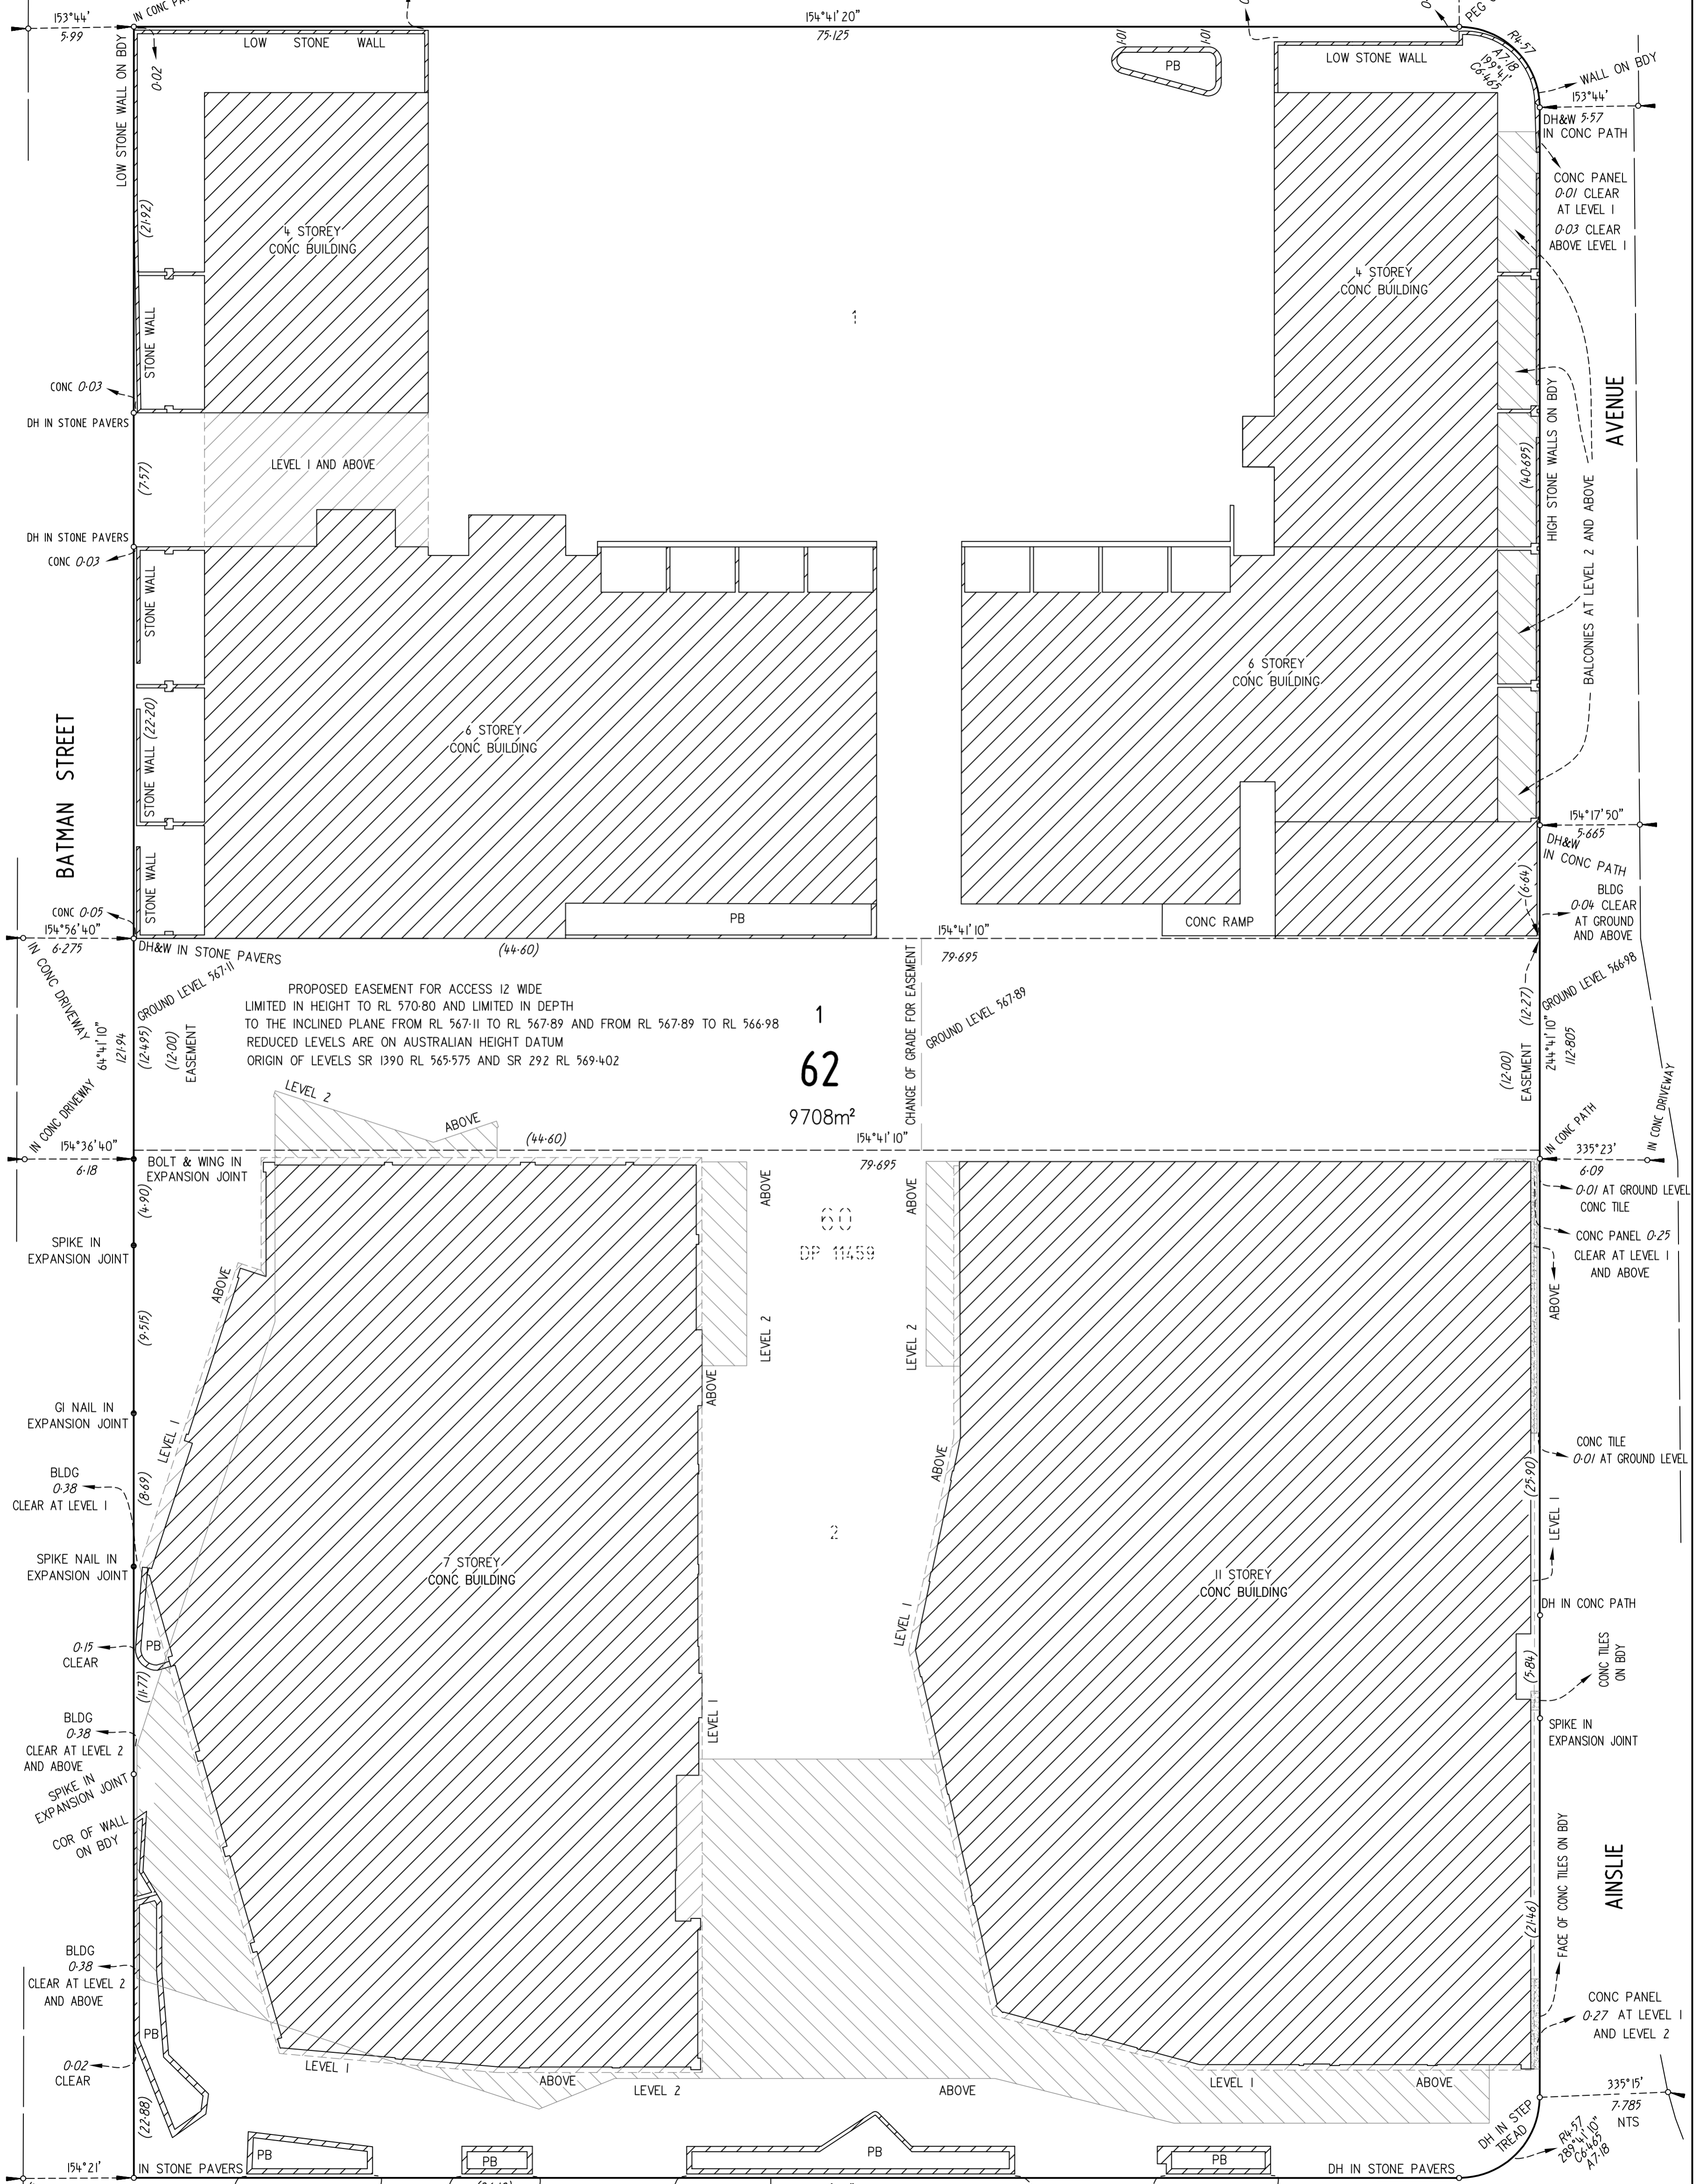 153°44'
5·99
IN CONC PA
154°41'20"
75·125
PEG
LOW STONE WALL
LOW STONE WALL ON BDY
0·02
0·01
0·01
PB
LOW STONE WALL
R4·57
A7·18
199°41'
C6·465
WALL ON BDY
153°44'
DH&W 5·57
IN CONC PATH
CONC PANEL
0·01 CLEAR
AT LEVEL 1
0·03 CLEAR
ABOVE LEVEL 1
(21·92)
4 STOREY
CONC BUILDING
4 STOREY
CONC BUILDING
1
STONE WALL
CONC 0·03
DH IN STONE PAVERS
AVENUE
HIGH STONE WALLS ON BDY
(40·695)
BALCONIES AT LEVEL 2 AND ABOVE
(7·57)
LEVEL 1 AND ABOVE
DH IN STONE PAVERS
CONC 0·03
STONE WALL
6 STOREY
CONC BUILDING
6 STOREY
CONC BUILDING
BATMAN STREET
STONE WALL (22·20)
154°17'50"
5·665
DH&W
IN CONC PATH
STONE WALL
(6·64)
BLDG
0·04 CLEAR
AT GROUND
AND ABOVE
CONC 0·05
154°56'40"
6·275
DH&W IN STONE PAVERS
PB
CONC RAMP
(44·60)
154°41'10"
79·695
IN CONC DRIVEWAY
GROUND LEVEL 567·11
GROUND LEVEL 566·98
PROPOSED EASEMENT FOR ACCESS 12 WIDE
LIMITED IN HEIGHT TO RL 570·80 AND LIMITED IN DEPTH
TO THE INCLINED PLANE FROM RL 567·11 TO RL 567·89 AND FROM RL 567·89 TO RL 566·98
REDUCED LEVELS ARE ON AUSTRALIAN HEIGHT DATUM
ORIGIN OF LEVELS SR 1390 RL 565·575 AND SR 292 RL 569·402
1
62
9708m²
CHANGE OF GRADE FOR EASEMENT
GROUND LEVEL 567·89
64°41'10"
121·94
(12·495)
(12·00)
EASEMENT
(12·00)
EASEMENT
(12·27)
244°41'10"
112·805
IN CONC DRIVEWAY
IN CONC DRIVEWAY
IN CONC PATH
LEVEL 2
ABOVE
154°36'40"
6·18
BOLT & WING IN
EXPANSION JOINT
(44·60)
154°41'10"
79·695
335°23'
6·09
0·01 AT GROUND LEVEL
CONC TILE
(4·90)
ABOVE
LEVEL 2
ABOVE
LEVEL 2
60
DP 11459
CONC PANEL 0·25
CLEAR AT LEVEL 1
AND ABOVE
ABOVE
SPIKE IN
EXPANSION JOINT
ABOVE
LEVEL 1
(9·515)
GI NAIL IN
EXPANSION JOINT
ABOVE
LEVEL 1
ABOVE
LEVEL 1
CONC TILE
0·01 AT GROUND LEVEL
(25·90)
LEVEL 1
BLDG
0·38
CLEAR AT LEVEL 1
(8·69)
2
SPIKE NAIL IN
EXPANSION JOINT
7 STOREY
CONC BUILDING
11 STOREY
CONC BUILDING
DH IN CONC PATH
PB
0·15
CLEAR
(11·77)
(5·84)
CONC TILES
ON BDY
BLDG
0·38
CLEAR AT LEVEL 2
AND ABOVE
SPIKE IN
EXPANSION JOINT
SPIKE IN
EXPANSION JOINT
COR OF WALL
ON BDY
AINSLIE
FACE OF CONC TILES ON BDY
(21·46)
BLDG
0·38
CLEAR AT LEVEL 2
AND ABOVE
CONC PANEL
0·27 AT LEVEL 1
AND LEVEL 2
PB
0·02
CLEAR
LEVEL 1
ABOVE
LEVEL 2
ABOVE
LEVEL 1
ABOVE
335°15'
7·785
NTS
(22·88)
DH IN STEP
TREAD
R4·57
289°41'10"
C6·465
A7·18
PB
PB
PB
PB
154°21'
IN STONE PAVERS
DH IN STONE PAVERS